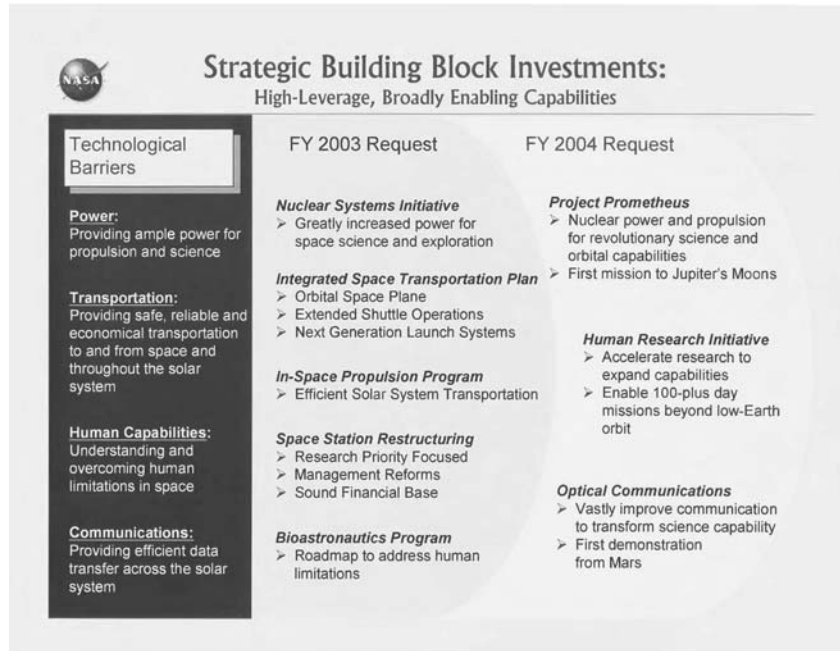 NASA
Strategic Building Block Investments:
High-Leverage, Broadly Enabling Capabilities
Technological
Barriers
Power:
Providing ample power for
propulsion and science
Transportation:
Providing safe, reliable and
economical transportation
to and from space and
throughout the solar
system
Human Capabilities:
Understanding and
overcoming human
limitations in space
Communications:
Providing efficient data
transfer across the solar
system
FY 2003 Request
Nuclear Systems Initiative
➢ Greatly increased power for
space science and exploration
Integrated Space Transportation Plan
➢ Orbital Space Plane
➢ Extended Shuttle Operations
➢ Next Generation Launch Systems
In-Space Propulsion Program
➢ Efficient Solar System Transportation
Space Station Restructuring
➢ Research Priority Focused
➢ Management Reforms
➢ Sound Financial Base
Bioastronautics Program
➢ Roadmap to address human
limitations
FY 2004 Request
Project Prometheus
➢ Nuclear power and propulsion
for revolutionary science and
orbital capabilities
➢ First mission to Jupiter's Moons
Human Research Initiative
➢ Accelerate research to
expand capabilities
➢ Enable 100-plus day
missions beyond low-Earth
orbit
Optical Communications
➢ Vastly improve communication
to transform science capability
➢ First demonstration
from Mars